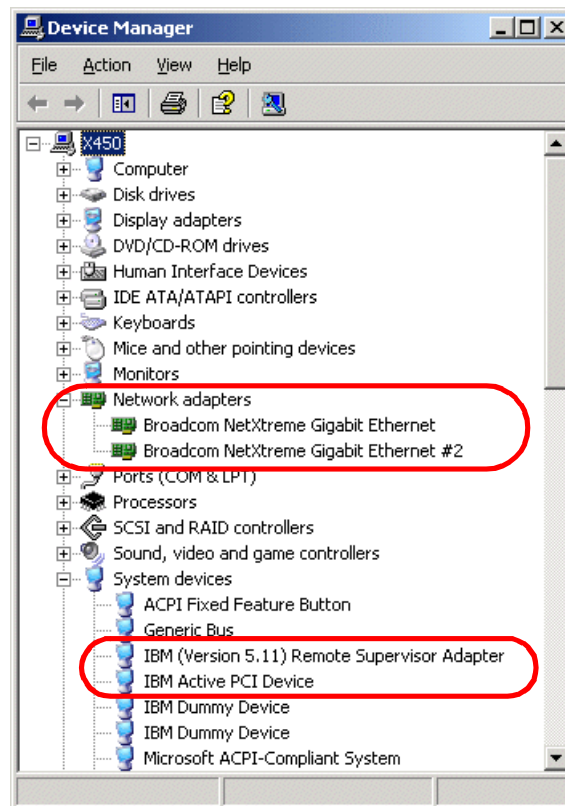 Device Manager
File Action View Help
X450
Computer
Disk drives
Display adapters
DVD/CD-ROM drives
Human Interface Devices
IDE ATA/ATAPI controllers
Keyboards
Mice and other pointing devices
Monitors
Network adapters
Broadcom NetXtreme Gigabit Ethernet
Broadcom NetXtreme Gigabit Ethernet #2
Ports (COM & LPT)
Processors
SCSI and RAID controllers
Sound, video and game controllers
System devices
ACPI Fixed Feature Button
Generic Bus
IBM (Version 5.11) Remote Supervisor Adapter
IBM Active PCI Device
IBM Dummy Device
IBM Dummy Device
Microsoft ACPI-Compliant System